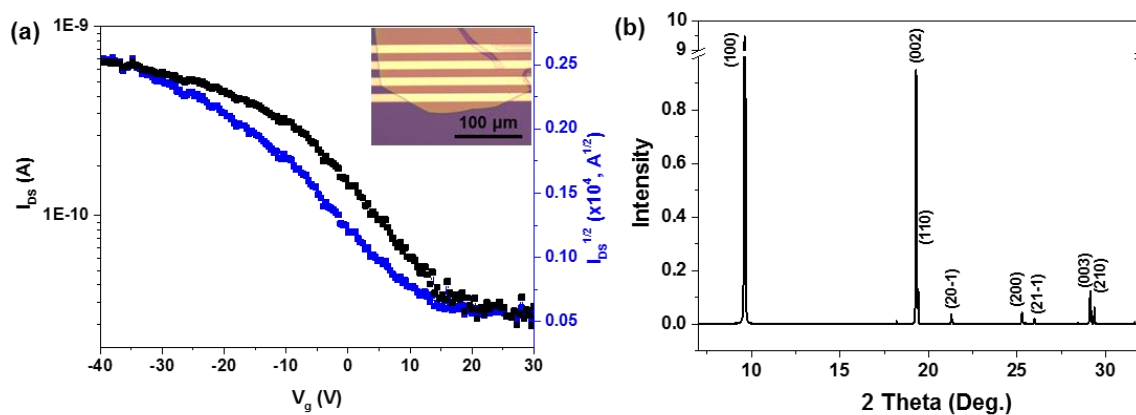 (a)
1E-9
1E-10
I_DS (A)
-40 -30 -20 -10 0 10 20 30
V_g (V)
0.25
0.20
0.15
0.10
0.05
I_DS^1/2 (x10^4, A^1/2)
100 µm
(b)
10
9
0.8
0.6
0.4
0.2
0.0
Intensity
(100)
(002)
(110)
(20-1)
(200)
(21-1)
(003)
(210)
10 15 20 25 30
2 Theta (Deg.)